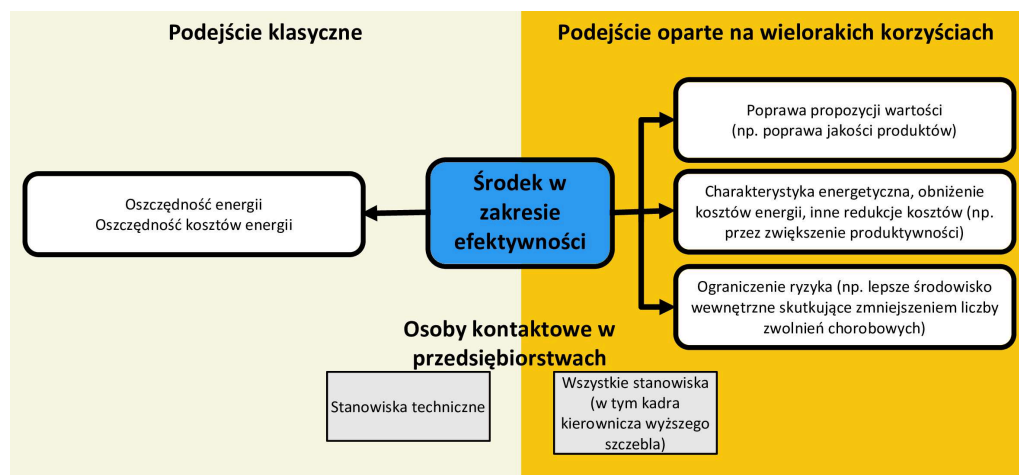 Podejście klasyczne
Podejście oparte na wielorakich korzyściach
Oszczędność energii
Oszczędność kosztów energii
Środek w
zakresie
efektywności
Poprawa propozycji wartości
(np. poprawa jakości produktów)
Charakterystyka energetyczna, obniżenie
kosztów energii, inne redukcje kosztów (np.
przez zwiększenie produktywności)
Ograniczenie ryzyka (np. lepsze środowisko
wewnętrzne skutkujące zmniejszeniem liczby
zwolnień chorobowych)
Osoby kontaktowe w
przedsiębiorstwach
Stanowiska techniczne
Wszystkie stanowiska
(w tym kadra
kierownicza wyższego
szczebla)